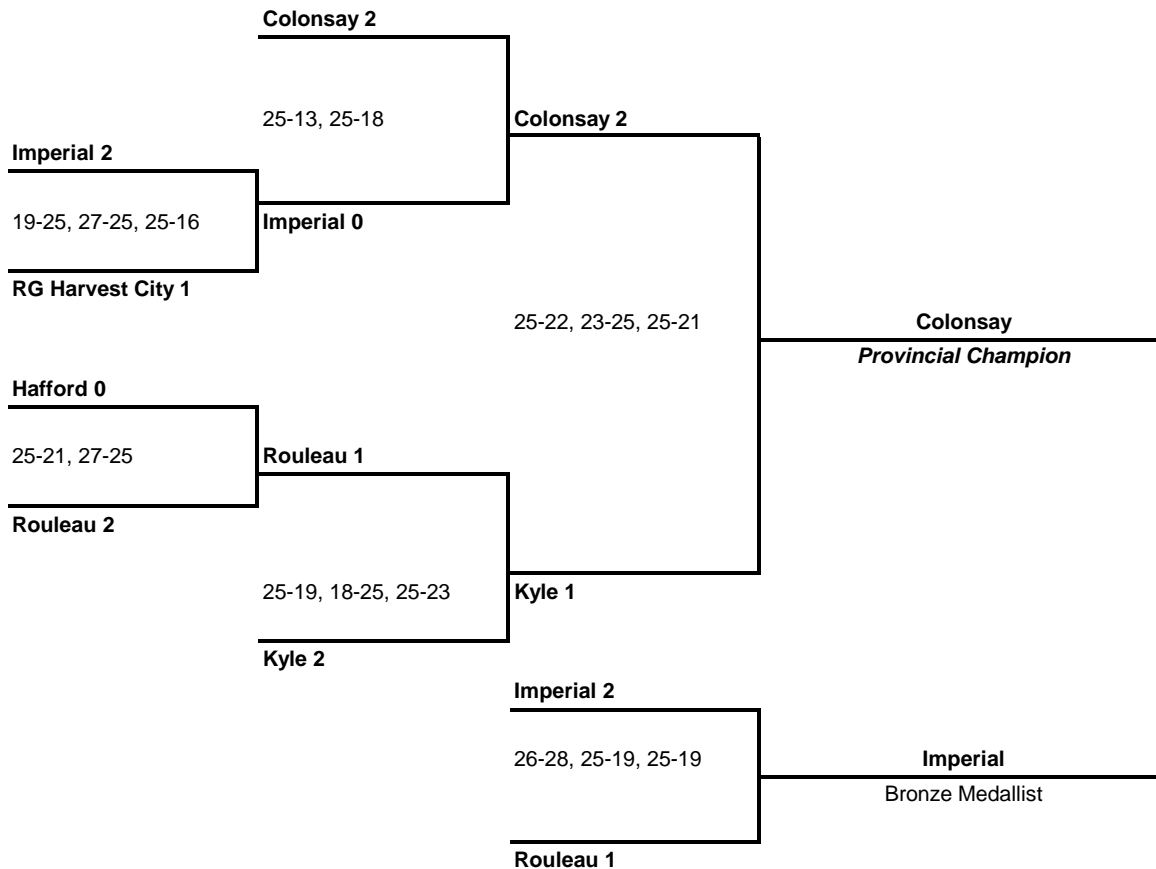 Colonsay 2
25-13, 25-18
Colonsay 2
Imperial 2
19-25, 27-25, 25-16
Imperial 0
RG Harvest City 1
25-22, 23-25, 25-21
Colonsay
Provincial Champion
Hafford 0
25-21, 27-25
Rouleau 1
Rouleau 2
25-19, 18-25, 25-23
Kyle 1
Kyle 2
Imperial 2
26-28, 25-19, 25-19
Imperial
Bronze Medallist
Rouleau 1